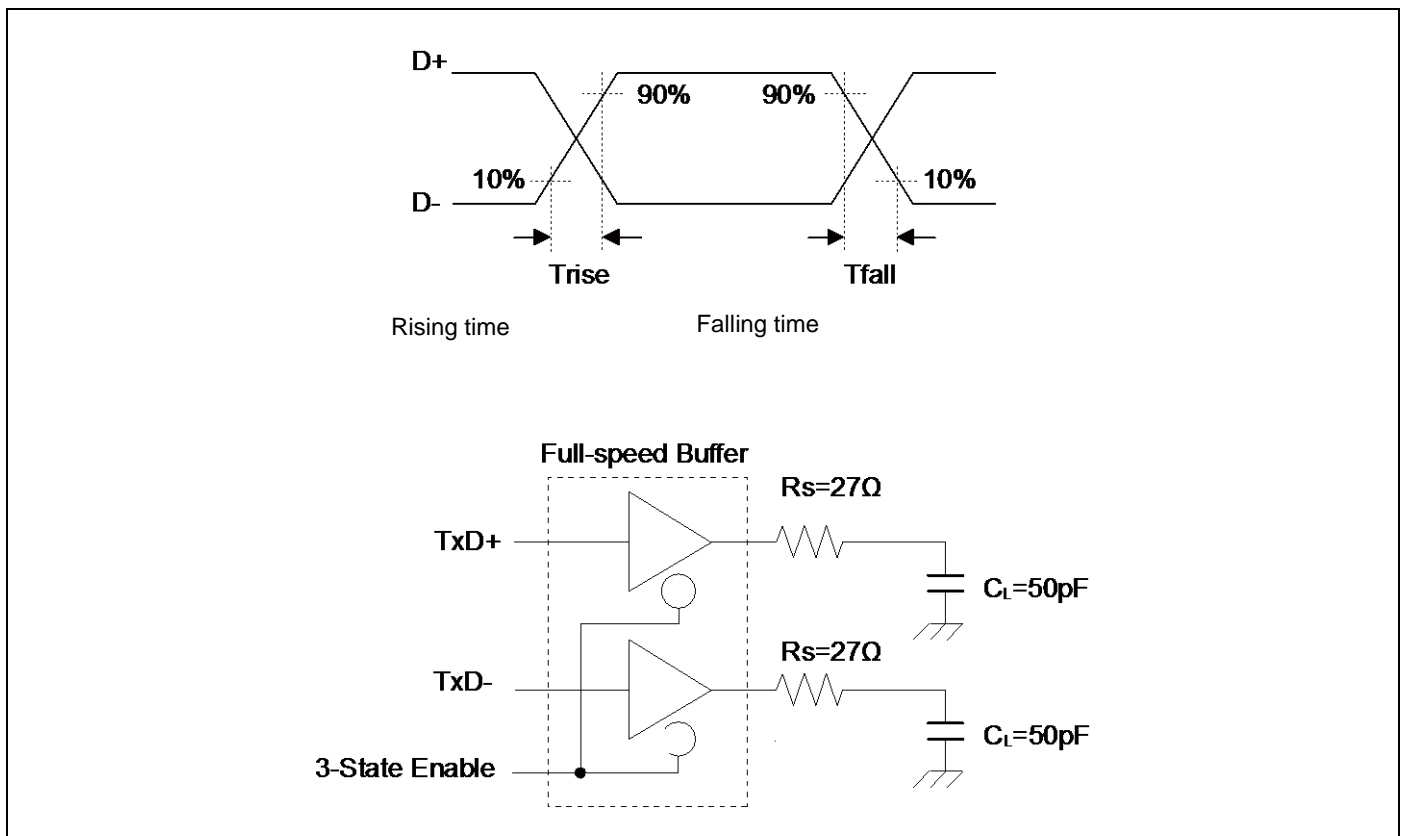 D+
90%
90%
10%
10%
D-
Trise
Tfall
Rising time
Falling time
Full-speed Buffer
Rs=27Ω
TxD+
CL=50pF
Rs=27Ω
TxD-
CL=50pF
3-State Enable